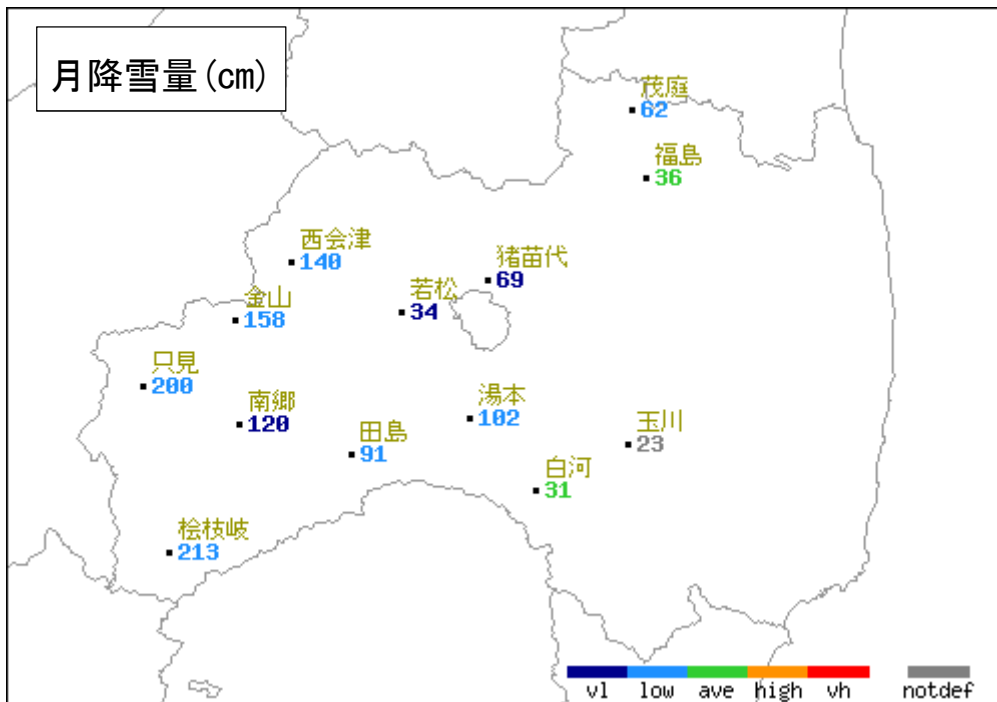 月降雪量(cm)
茂庭
62
福島
36
西会津
140
猪苗代
69
金山
158
若松
34
只見
200
南郷
120
湯本
102
田島
91
玉川
23
白河
31
桧枝岐
213
vl low ave high vh notdef